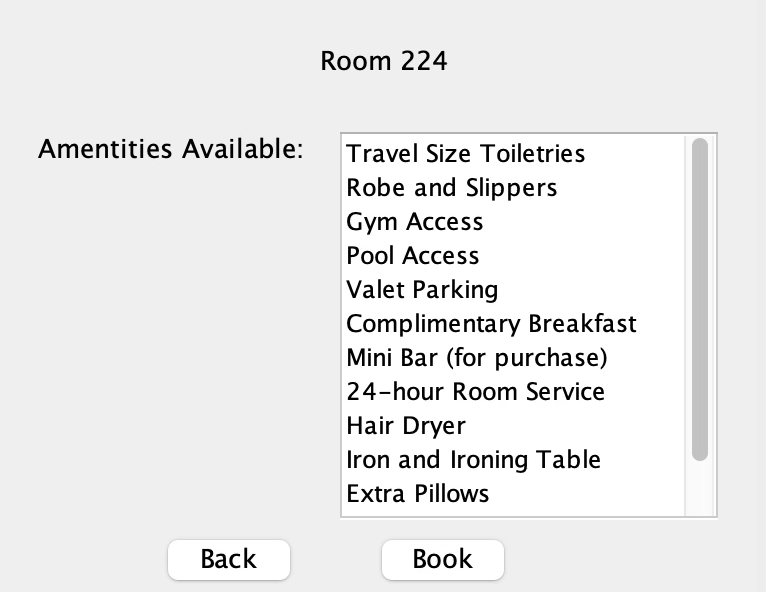 Room 224
Amentities Available:
Travel Size Toiletries
Robe and Slippers
Gym Access
Pool Access
Valet Parking
Complimentary Breakfast
Mini Bar (for purchase)
24-hour Room Service
Hair Dryer
Iron and Ironing Table
Extra Pillows
Back
Book